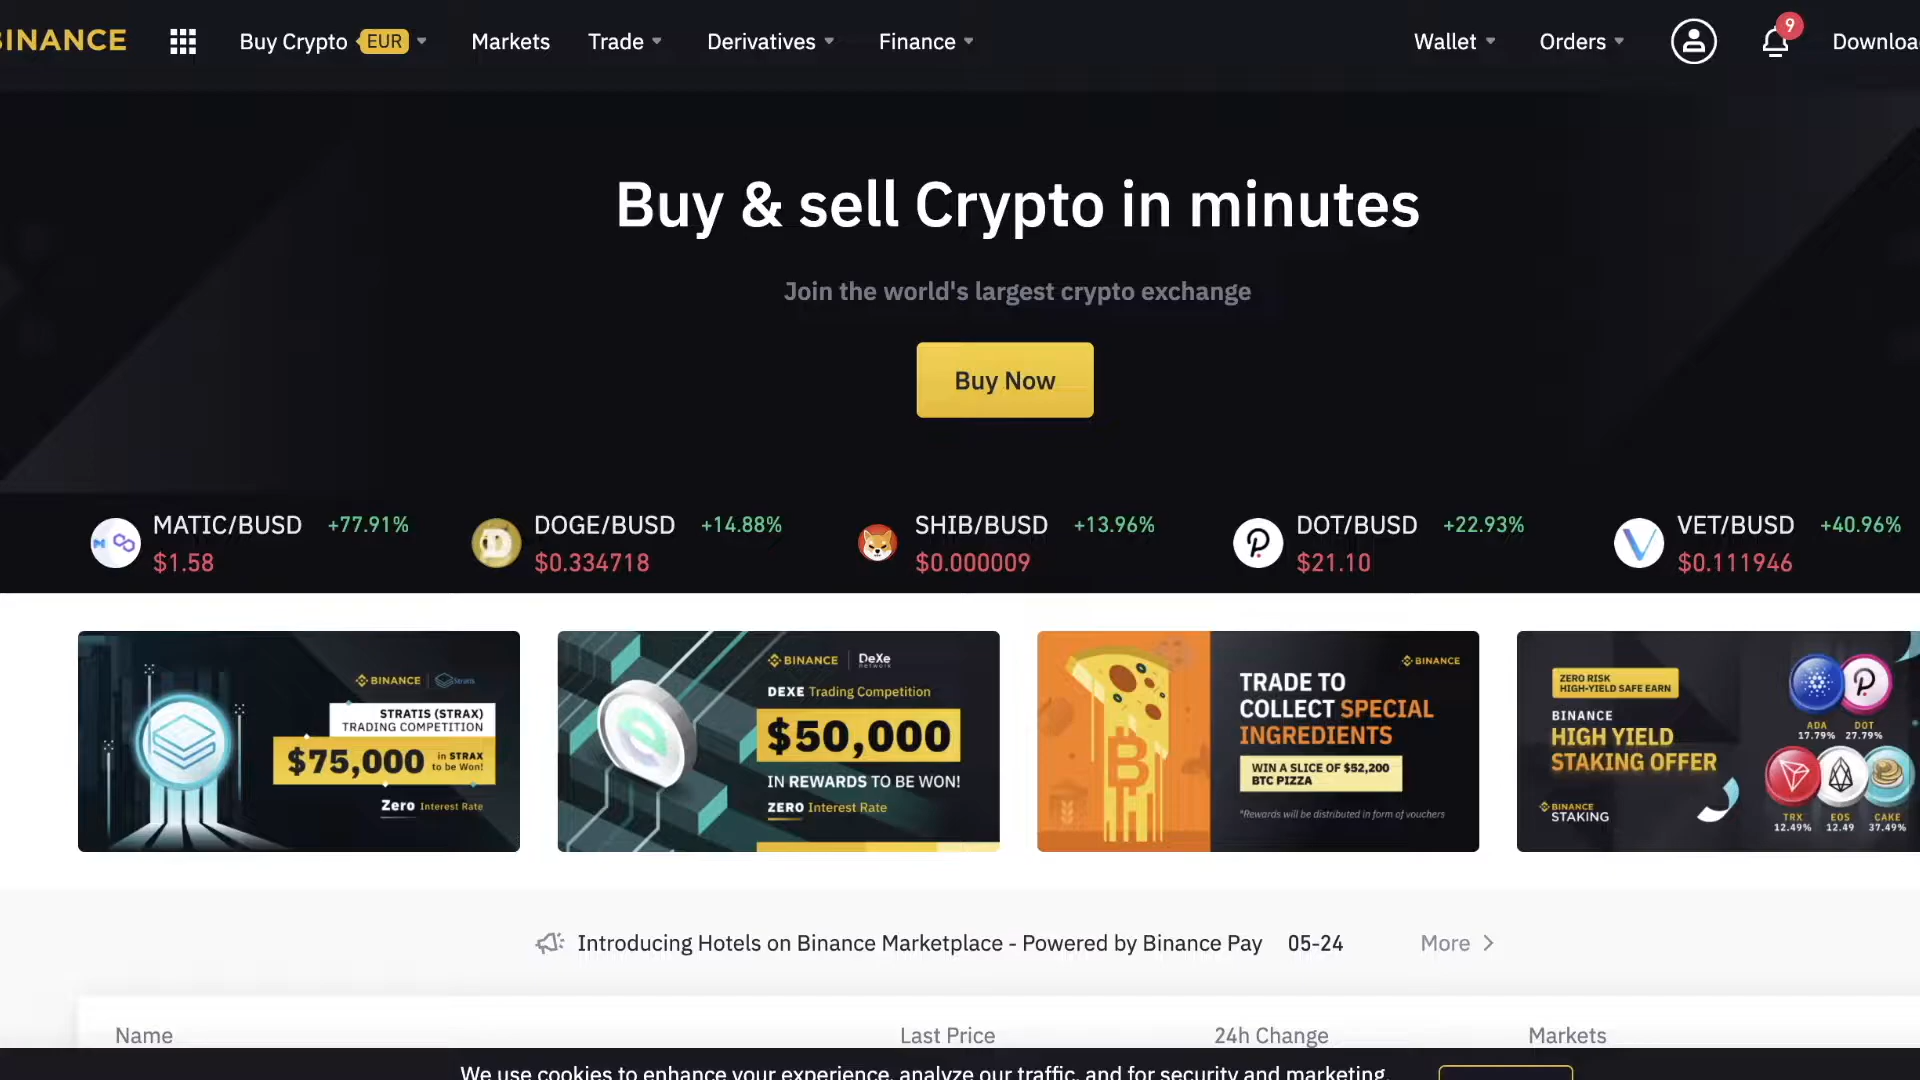 BINANCE
Buy Crypto EUR
Markets
Trade
Derivatives
Finance
Wallet
Orders
9
Downloa
Buy & sell Crypto in minutes
Join the world's largest crypto exchange
Buy Now
MATIC/BUSD +77.91%
$1.58
DOGE/BUSD +14.88%
$0.334718
SHIB/BUSD +13.96%
$0.000009
DOT/BUSD +22.93%
$21.10
VET/BUSD +40.96%
$0.111946
BINANCE Stratis
STRATIS (STRAX)
TRADING COMPETITION
$75,000 in STRAX
to be Won!
Zero Interest Rate
BINANCE DeXe
NETWORK
DEXE Trading Competition
$50,000
IN REWARDS TO BE WON!
ZERO Interest Rate
BINANCE
TRADE TO
COLLECT SPECIAL
INGREDIENTS
WIN A SLICE OF $52,200
BTC PIZZA
*Rewards will be distributed in form of vouchers
ZERO RISK
HIGH-YIELD SAFE EARN
BINANCE
HIGH YIELD
STAKING OFFER
BINANCE
STAKING
ADA DOT
17.79% 27.79%
TRX EOS CAKE
12.49% 12.49 37.49%
Introducing Hotels on Binance Marketplace - Powered by Binance Pay 05-24
More
Name
Last Price
24h Change
Markets
We use cookies to enhance your experience, analyze our traffic, and for security and marketing.